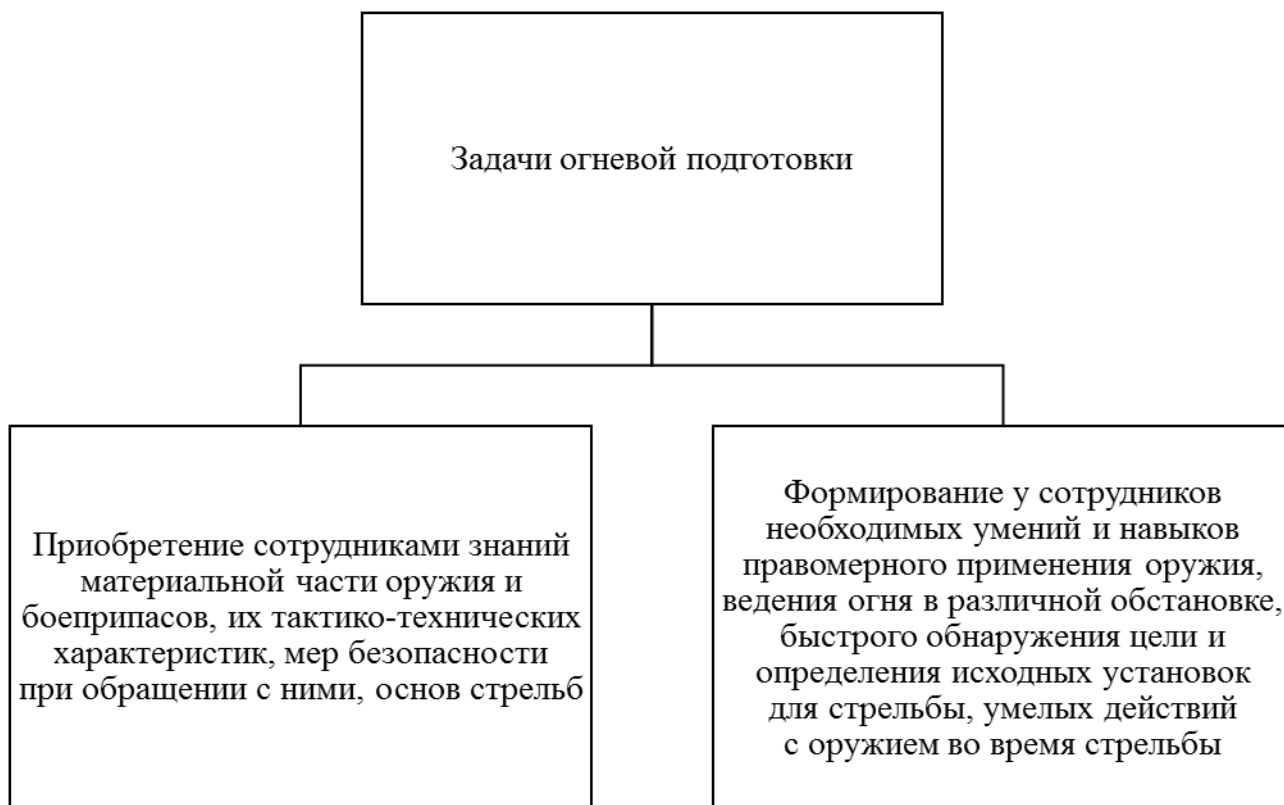 Задачи огневой подготовки
Приобретение сотрудниками знаний
материальной части оружия и
боеприпасов, их тактико-технических
характеристик, мер безопасности
при обращении с ними, основ стрельб
Формирование у сотрудников
необходимых умений и навыков
правомерного применения оружия,
ведения огня в различной обстановке,
быстрого обнаружения цели и
определения исходных установок
для стрельбы, умелых действий
с оружием во время стрельбы